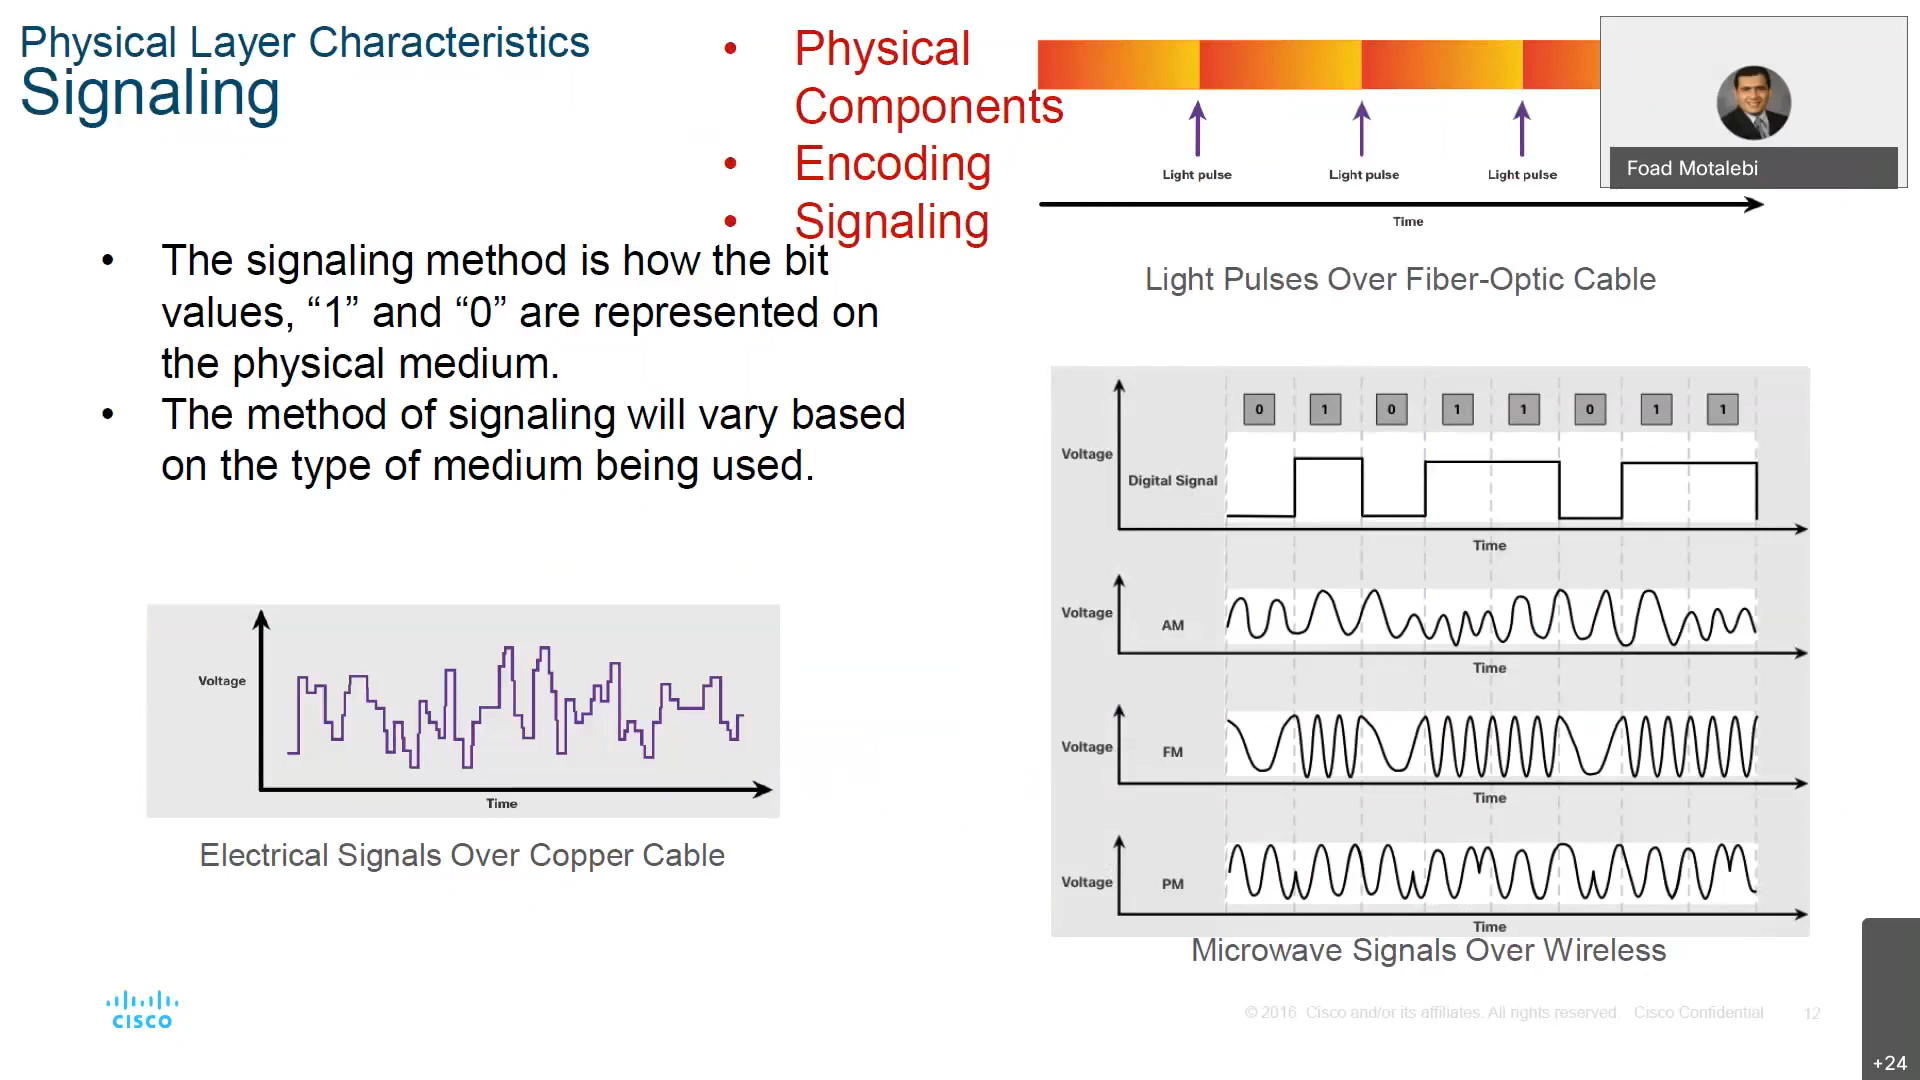 Physical Layer Characteristics
Signaling
• Physical
Components
• Encoding
• Signaling
• The signaling method is how the bit
values, “1” and “0” are represented on
the physical medium.
• The method of signaling will vary based
on the type of medium being used.
Voltage
Time
Electrical Signals Over Copper Cable
Light pulse Light pulse Light pulse
Time
Light Pulses Over Fiber-Optic Cable
Foad Motalebi
0 1 0 1 1 0 1 1
Voltage
Digital Signal
Time
Voltage
AM
Time
Voltage
FM
Time
Voltage
PM
Time
Microwave Signals Over Wireless
CISCO
© 2016 Cisco and/or its affiliates. All rights reserved. Cisco Confidential 12
+24